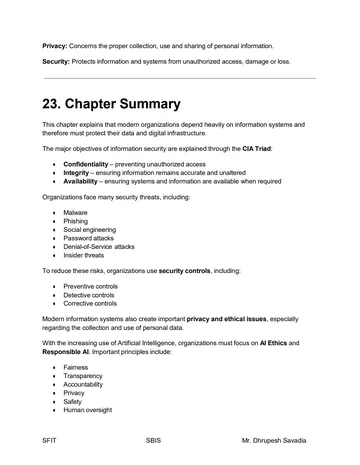 Privacy: Concerns the proper collection, use and sharing of personal information.
Security: Protects information and systems from unauthorized access, damage or loss.
23. Chapter Summary
This chapter explains that modern organizations depend heavily on information systems and
therefore must protect their data and digital infrastructure.
The major objectives of information security are explained through the CIA Triad:
• Confidentiality – preventing unauthorized access
• Integrity – ensuring information remains accurate and unaltered
• Availability – ensuring systems and information are available when required
Organizations face many security threats, including:
• Malware
• Phishing
• Social engineering
• Password attacks
• Denial-of-Service attacks
• Insider threats
To reduce these risks, organizations use security controls, including:
• Preventive controls
• Detective controls
• Corrective controls
Modern information systems also create important privacy and ethical issues, especially
regarding the collection and use of personal data.
With the increasing use of Artificial Intelligence, organizations must focus on AI Ethics and
Responsible AI. Important principles include:
• Fairness
• Transparency
• Accountability
• Privacy
• Safety
• Human oversight
SFIT SBIS Mr. Dhrupesh Savadia